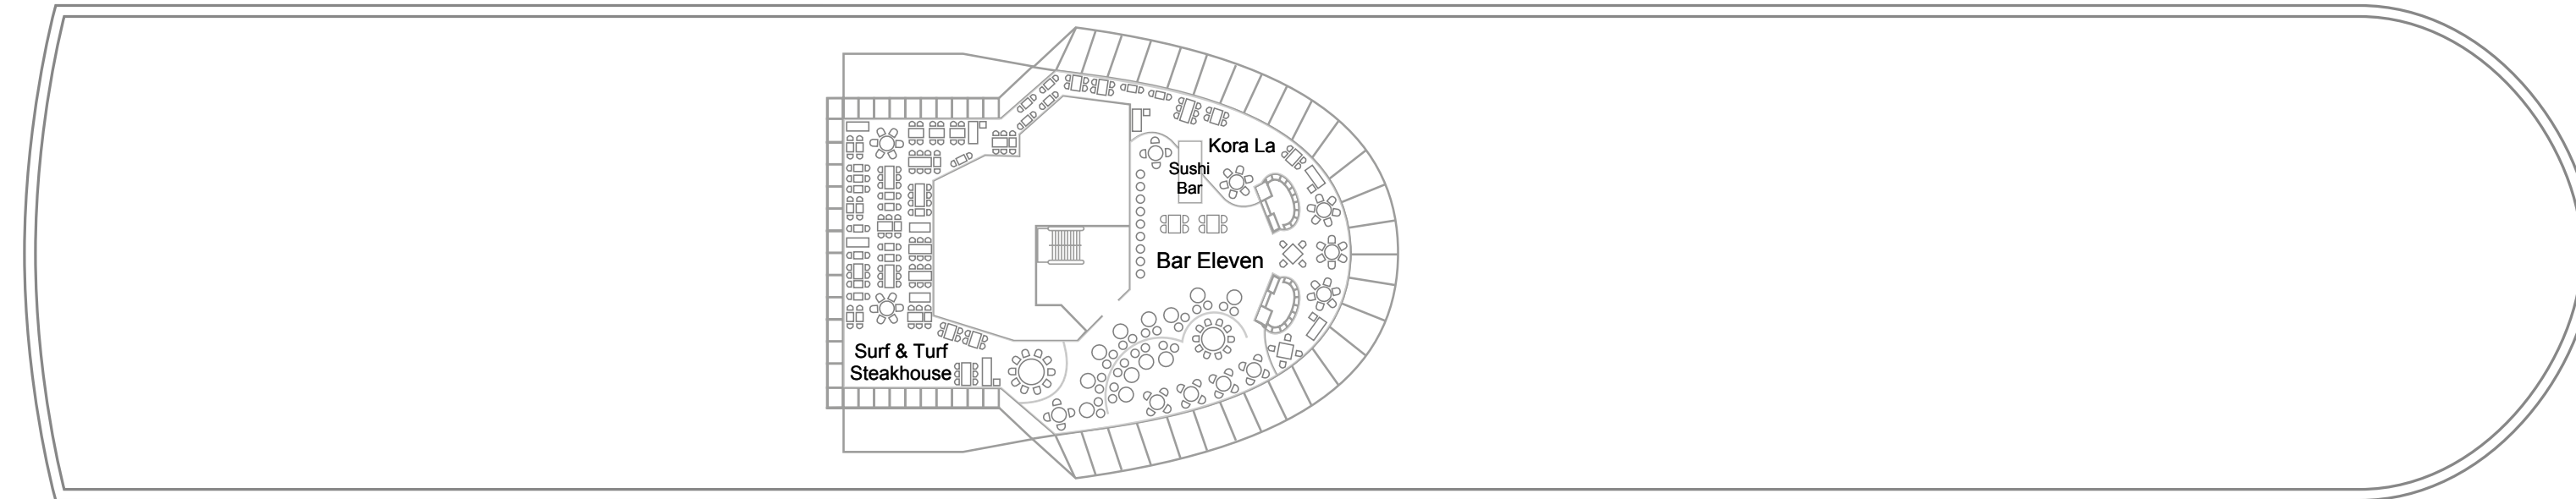 Kora La
Sushi
Bar
Bar Eleven
Surf & Turf
Steakhouse